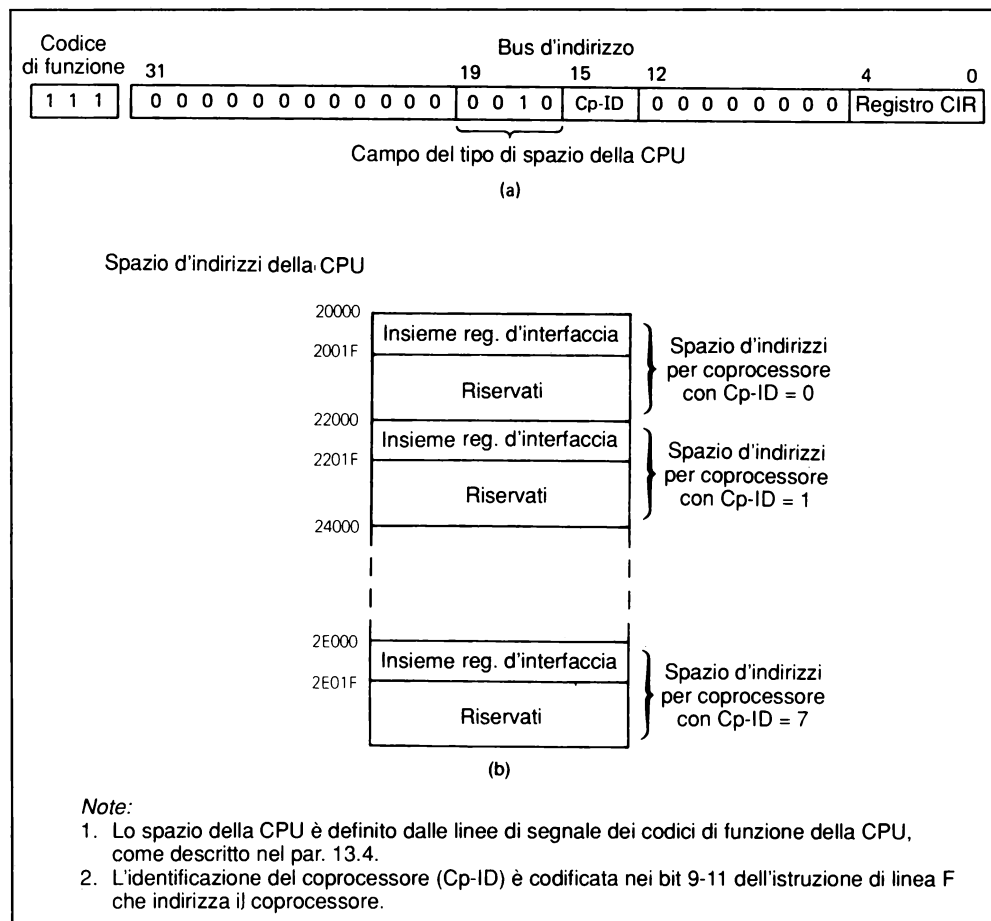 Codice
di funzione
Bus d'indirizzo
31 19 15 12 4 0
1 1 1 0 0 0 0 0 0 0 0 0 0 0 0 0 0 1 0 Cp-ID 0 0 0 0 0 0 0 0 Registro CIR
Campo del tipo di spazio della CPU
(a)
Spazio d'indirizzi della CPU
20000
Insieme reg. d'interfaccia
2001F
Riservati
Spazio d'indirizzi
per coprocessore
con Cp-ID = 0
22000
Insieme reg. d'interfaccia
2201F
Riservati
Spazio d'indirizzi
per coprocessore
con Cp-ID = 1
24000
2E000
Insieme reg. d'interfaccia
2E01F
Riservati
Spazio d'indirizzi
per coprocessore
con Cp-ID = 7
(b)
Note:
1. Lo spazio della CPU è definito dalle linee di segnale dei codici di funzione della CPU,
come descritto nel par. 13.4.
2. L'identificazione del coprocessore (Cp-ID) è codificata nei bit 9-11 dell'istruzione di linea F
che indirizza il coprocessore.